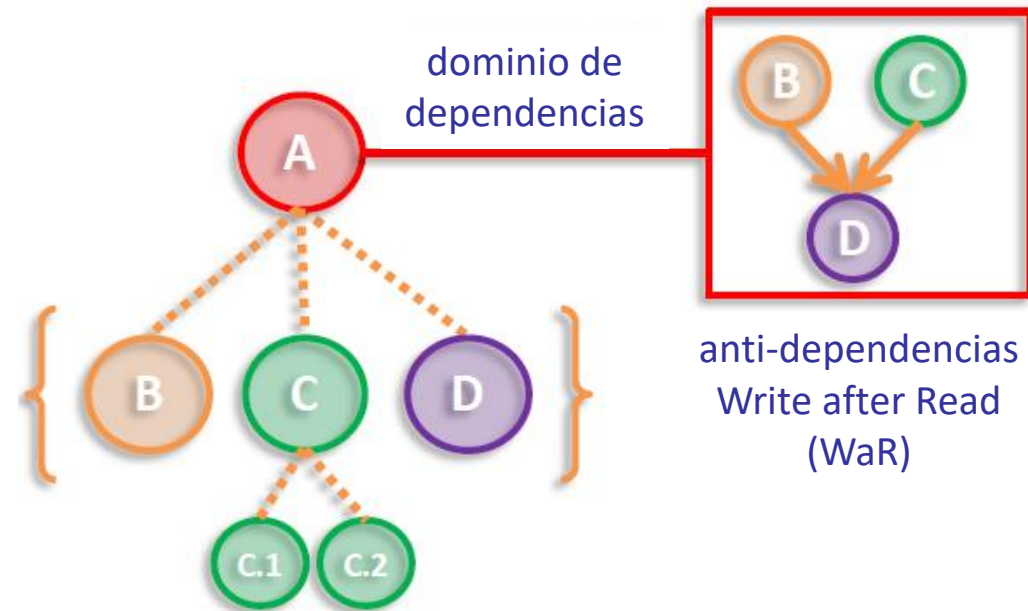 dominio de
dependencias
B
C
A
D
anti-dependencias
Write after Read
(WaR)
B
C
D
C.1
C.2